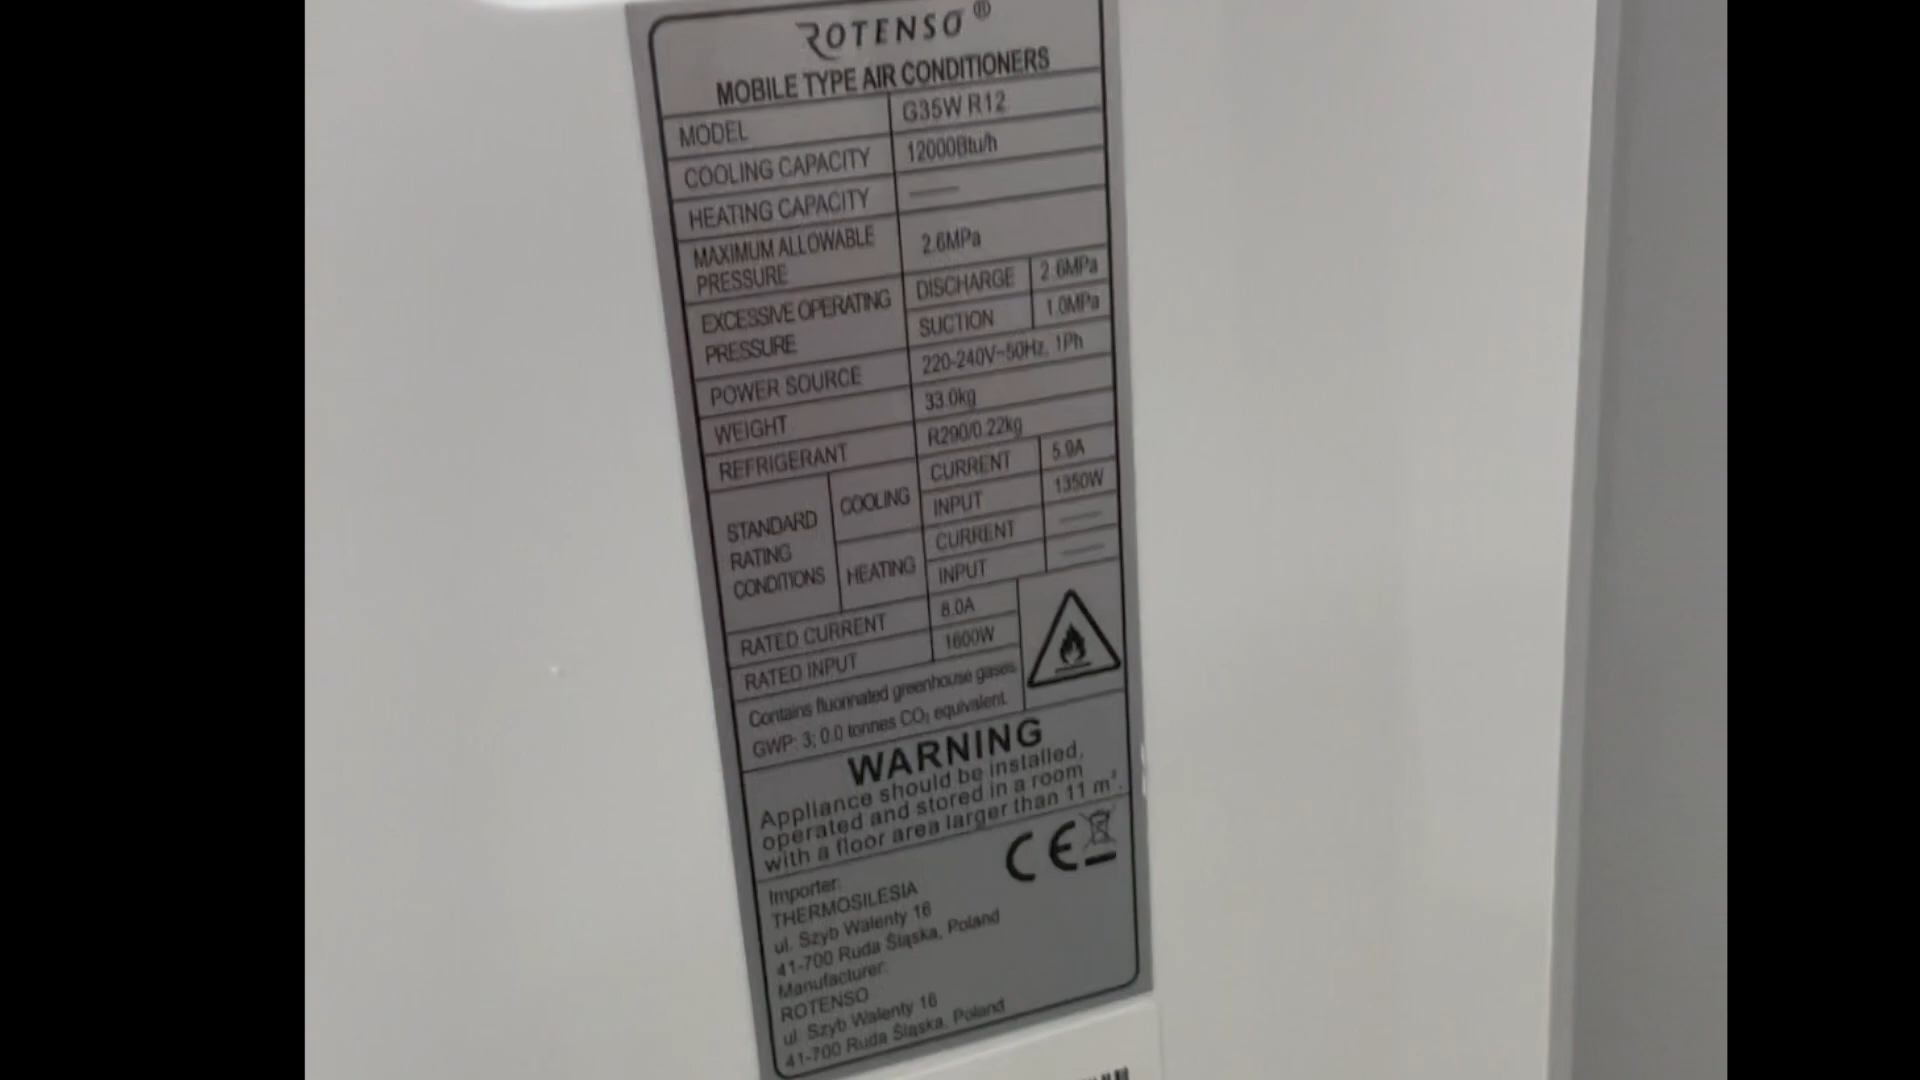 ROTENSO®
MOBILE TYPE AIR CONDITIONERS
MODEL G35W R12
COOLING CAPACITY 12000Btu/h
HEATING CAPACITY —
MAXIMUM ALLOWABLE PRESSURE 2.6MPa
EXCESSIVE OPERATING PRESSURE DISCHARGE 2.6MPa
SUCTION 1.0MPa
POWER SOURCE 220-240V~50Hz, 1Ph
WEIGHT 33.0kg
REFRIGERANT R290/0.22kg
STANDARD RATING CONDITIONS COOLING CURRENT 5.9A
INPUT 1350W
HEATING CURRENT —
INPUT —
RATED CURRENT 8.0A
RATED INPUT 1600W
Contains fluorinated greenhouse gases
GWP: 3; 0.0 tonnes CO₂ equivalent.
WARNING
Appliance should be installed,
operated and stored in a room
with a floor area larger than 11 m².
CE
Importer:
THERMOSILESIA
ul. Szyb Walenty 16
41-700 Ruda Śląska, Poland
Manufacturer:
ROTENSO
ul. Szyb Walenty 16
41-700 Ruda Śląska, Poland